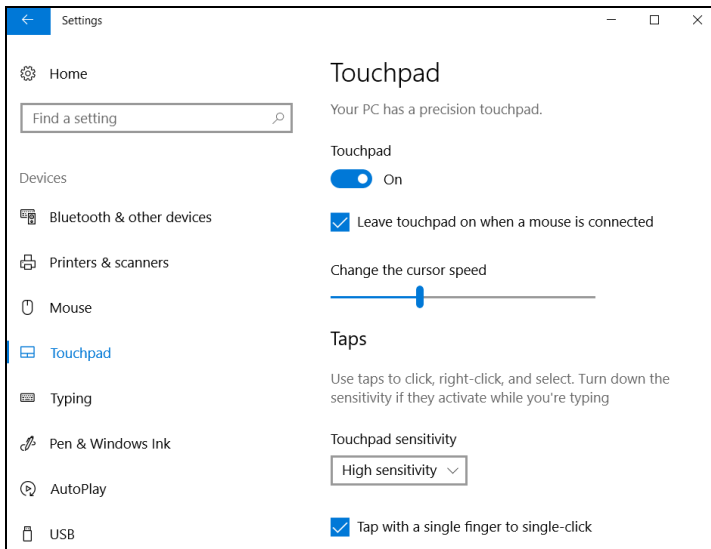 Settings
Home
Find a setting
Devices
Bluetooth & other devices
Printers & scanners
Mouse
Touchpad
Typing
Pen & Windows Ink
AutoPlay
USB
Touchpad
Your PC has a precision touchpad.
Touchpad
On
Leave touchpad on when a mouse is connected
Change the cursor speed
Taps
Use taps to click, right-click, and select. Turn down the
sensitivity if they activate while you're typing
Touchpad sensitivity
High sensitivity
Tap with a single finger to single-click